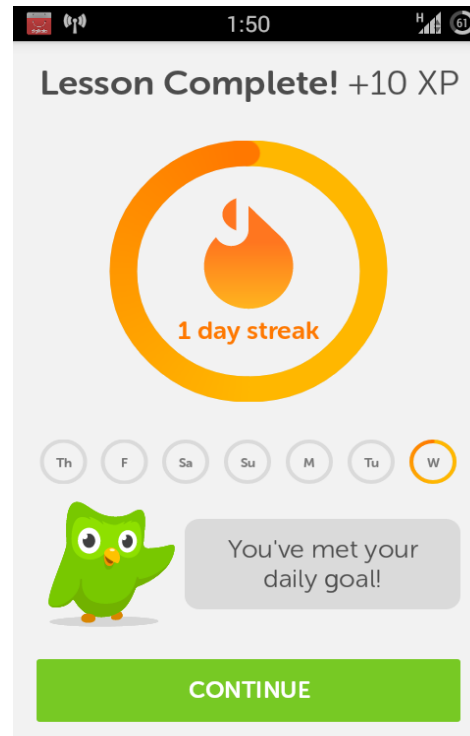 1:50
H
61
Lesson Complete! +10 XP
1 day streak
Th F Sa Su M Tu W
You've met your
daily goal!
CONTINUE